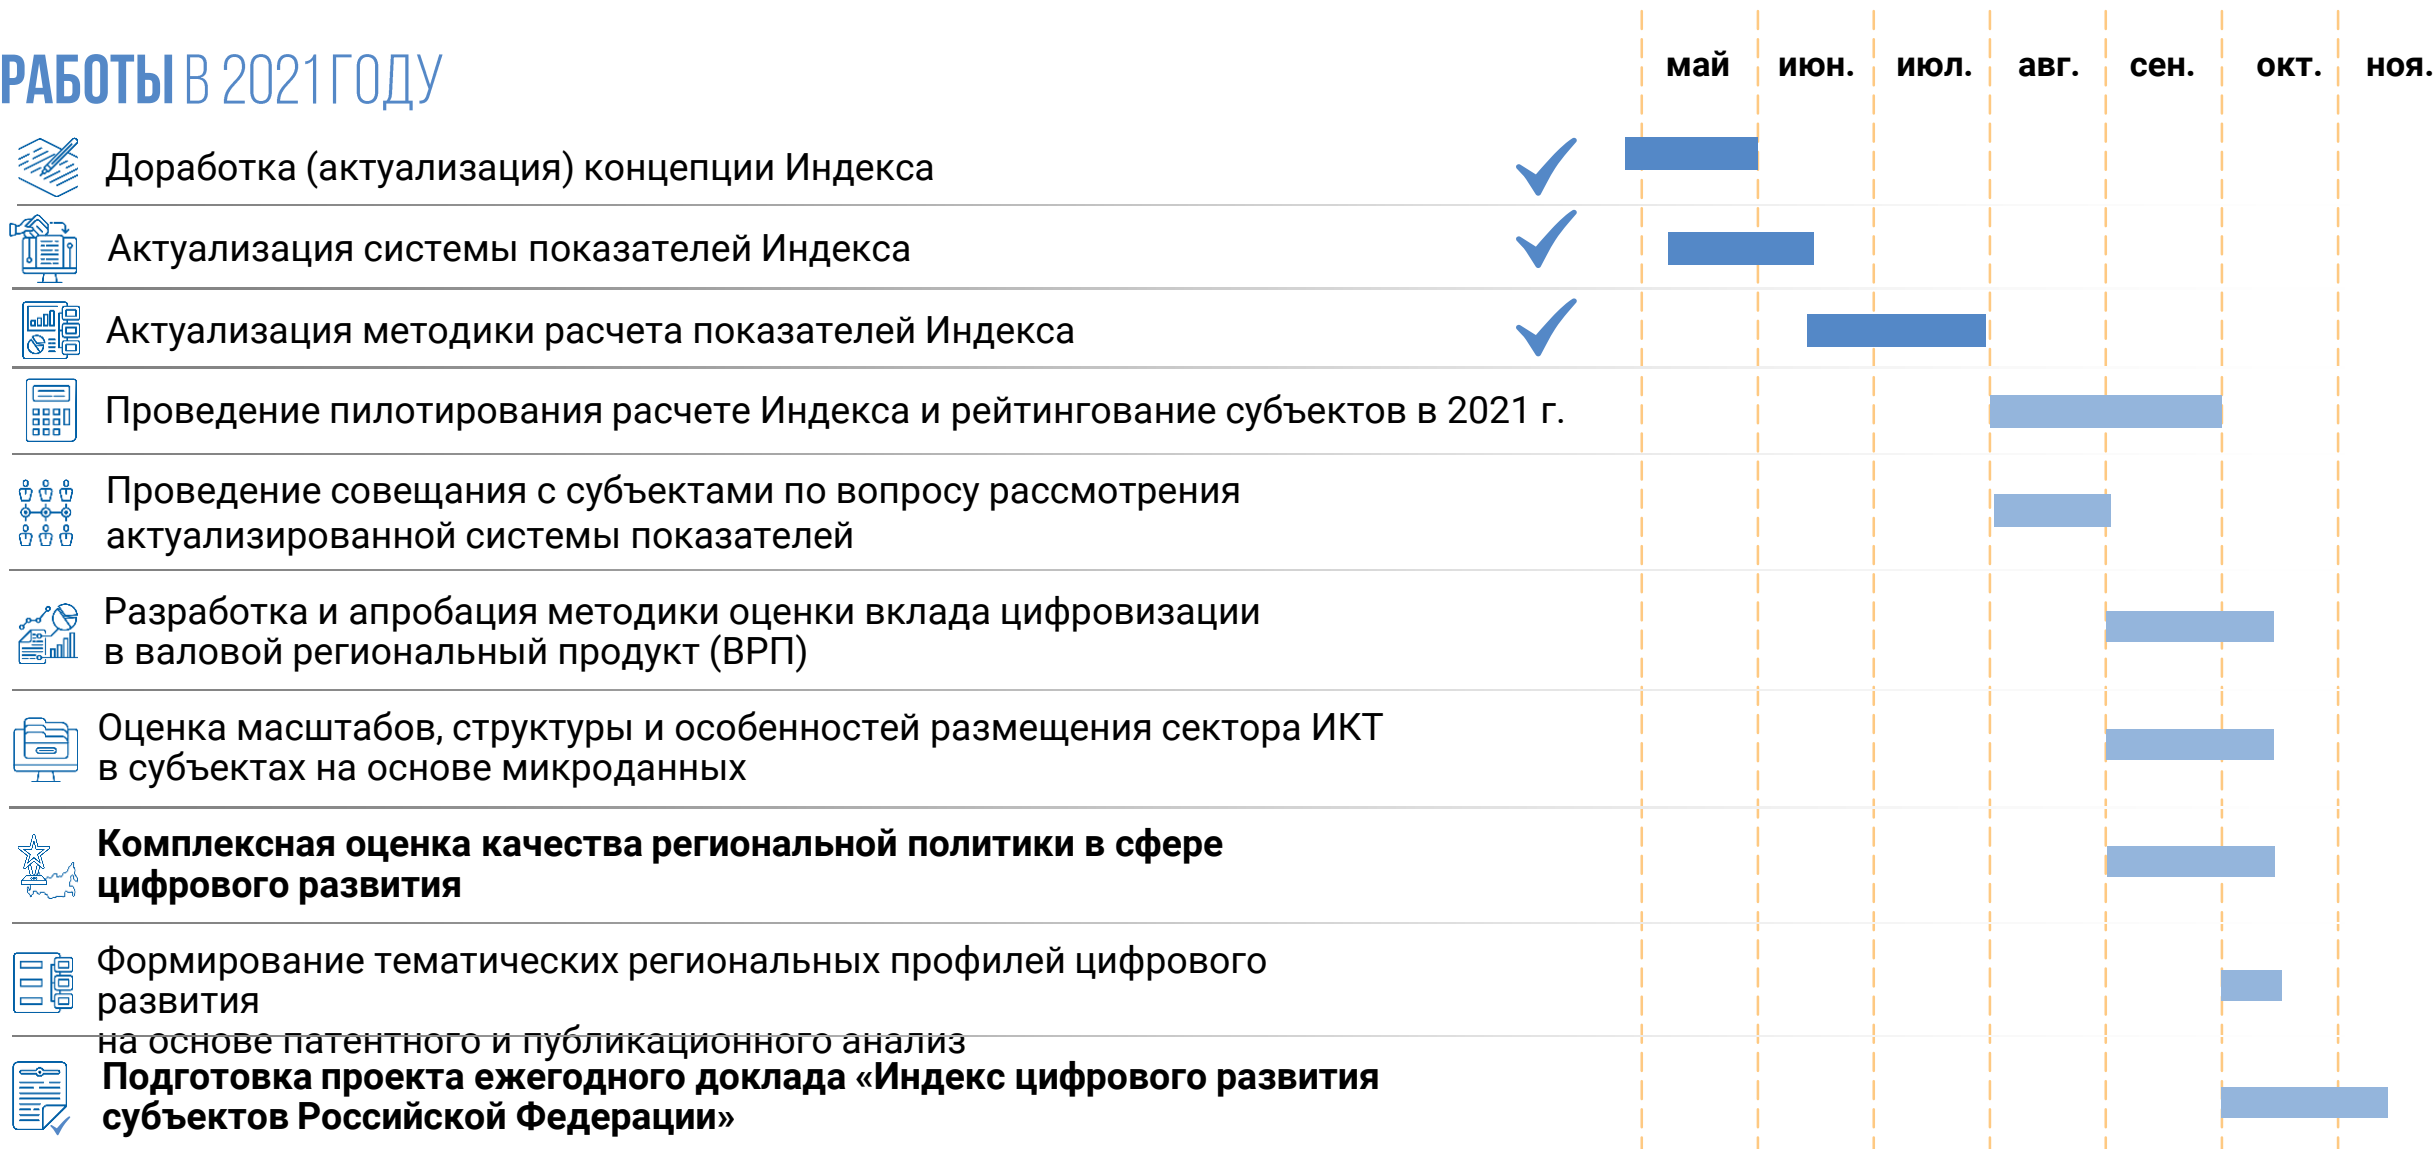 РАБОТЫ В 2021 ГОДУ
май июн. июл. авг. сен. окт. ноя.
Доработка (актуализация) концепции Индекса
Актуализация системы показателей Индекса
Актуализация методики расчета показателей Индекса
Проведение пилотирования расчете Индекса и рейтингование субъектов в 2021 г.
Проведение совещания с субъектами по вопросу рассмотрения
актуализированной системы показателей
Разработка и апробация методики оценки вклада цифровизации
в валовой региональный продукт (ВРП)
Оценка масштабов, структуры и особенностей размещения сектора ИКТ
в субъектах на основе микроданных
Комплексная оценка качества региональной политики в сфере
цифрового развития
Формирование тематических региональных профилей цифрового
развития
на основе патентного и публикационного анализ
Подготовка проекта ежегодного доклада «Индекс цифрового развития
субъектов Российской Федерации»